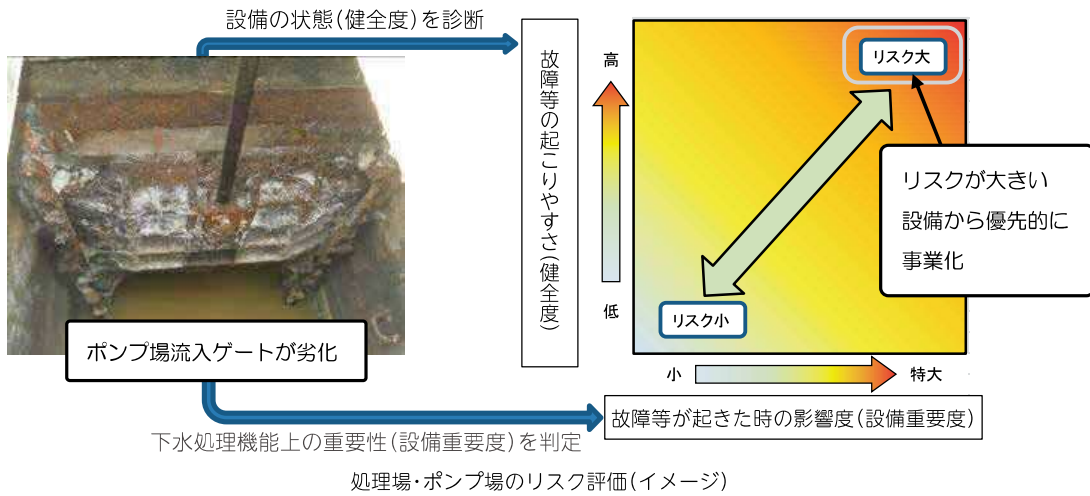 設備の状態(健全度)を診断
故障等の起こりやすさ(健全度)
高
低
リスク大
リスク小
リスクが大きい
設備から優先的に
事業化
ポンプ場流入ゲートが劣化
小
特大
故障等が起きた時の影響度(設備重要度)
下水処理機能上の重要性(設備重要度)を判定
処理場・ポンプ場のリスク評価(イメージ)